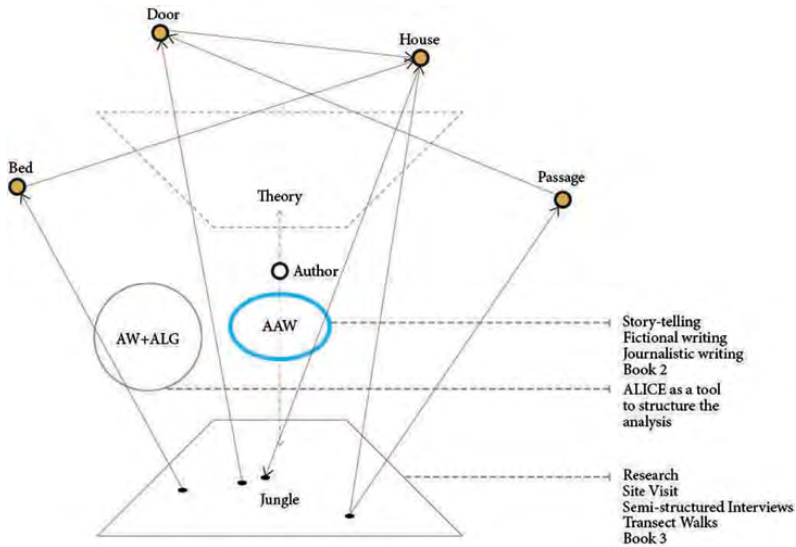 Door
House
Bed
Passage
Theory
Author
AW+ALG
AAW
Story-telling
Fictional writing
Journalistic writing
Book 2
ALICE as a tool
to structure the
analysis
Jungle
Research
Site Visit
Semi-structured Interviews
Transect Walks
Book 3